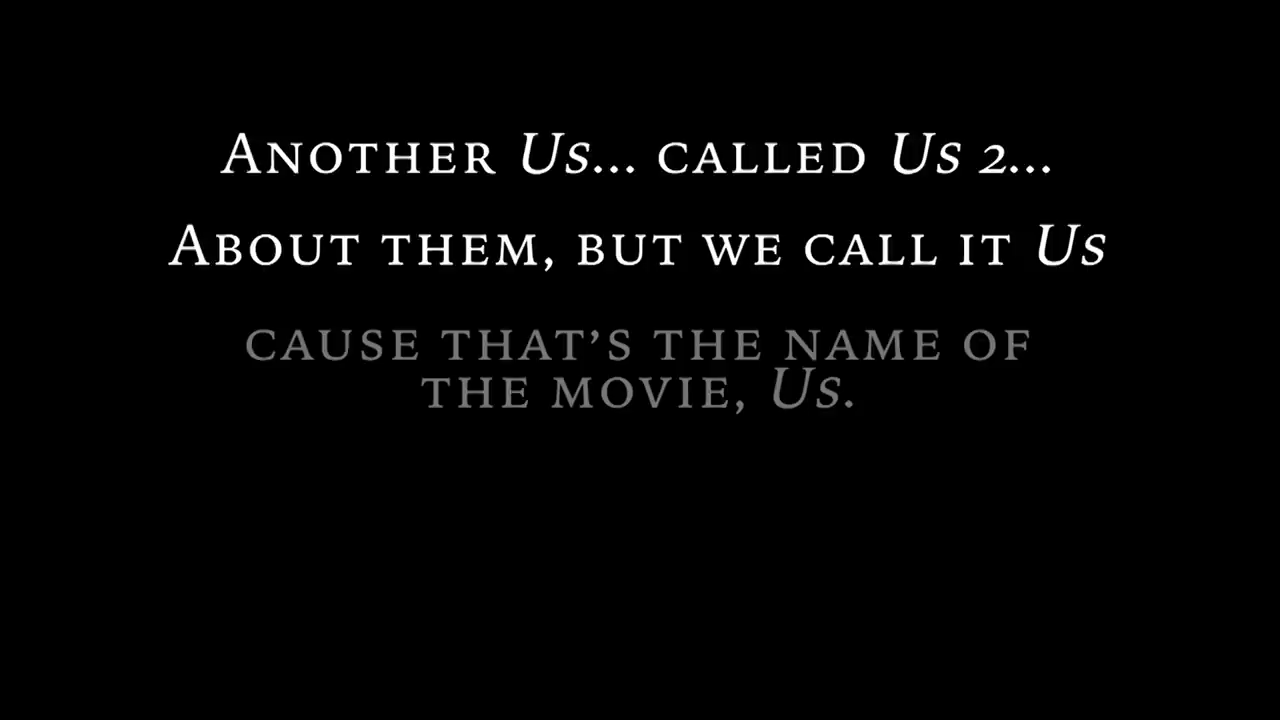 Another Us... called Us 2...
About them, but we call it Us
cause that's the name of
the movie, Us.